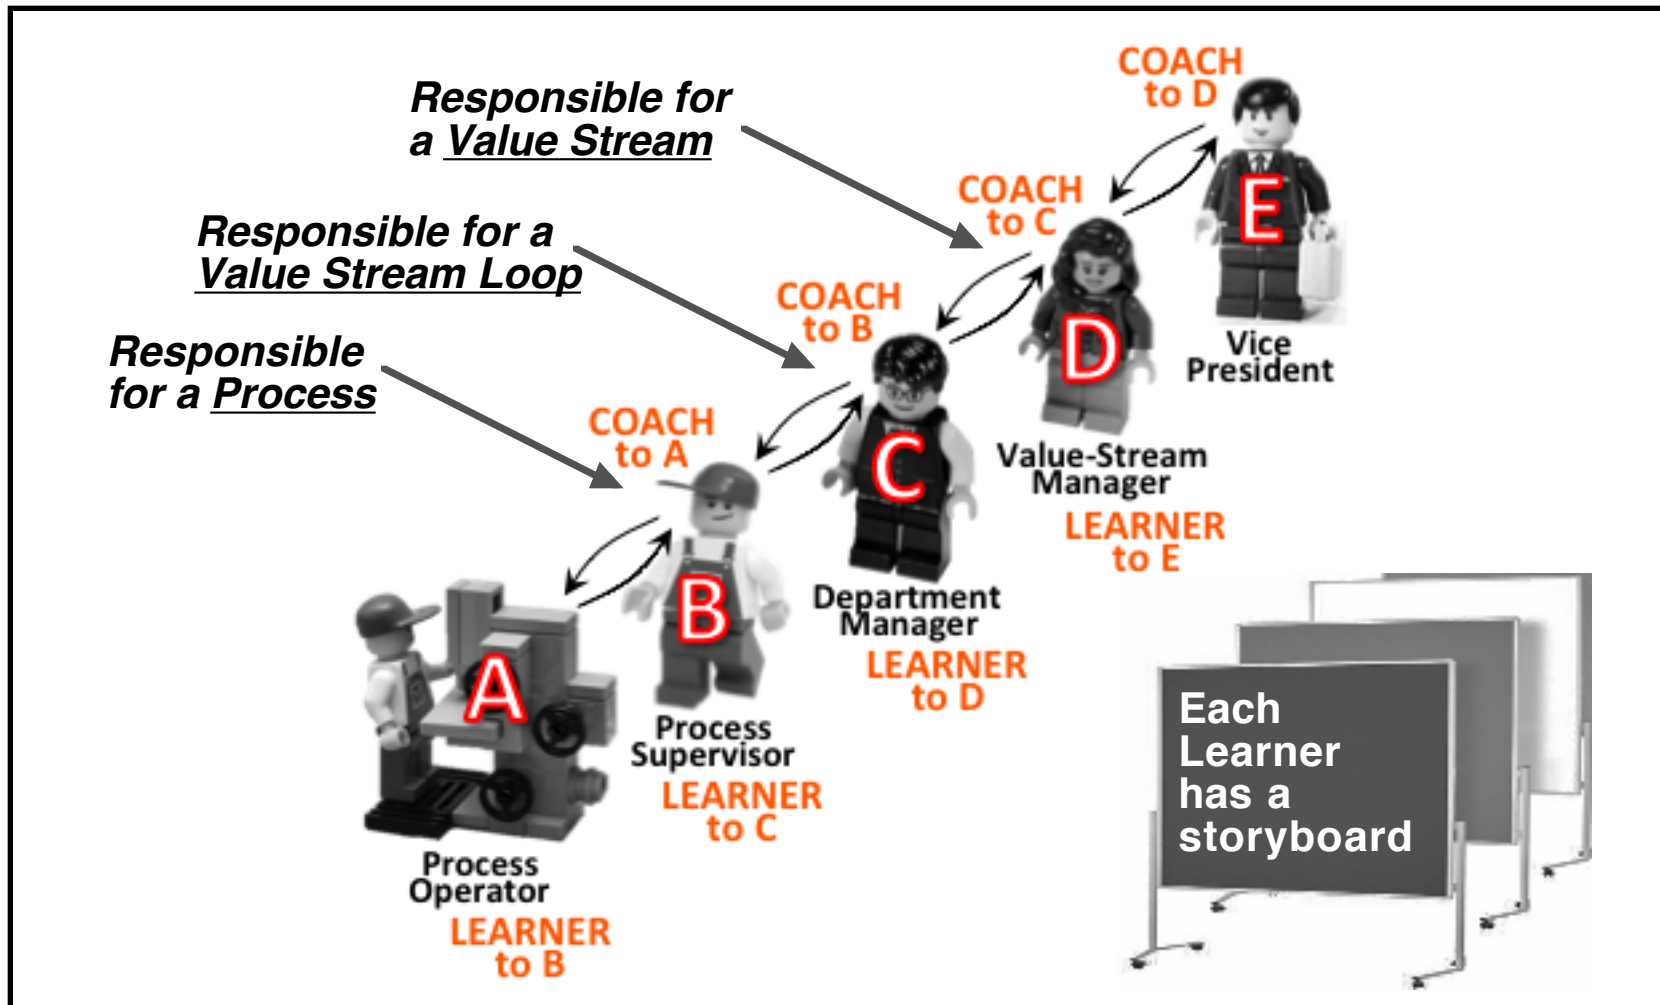 COACH
to D
Responsible for
a Value Stream
E
Vice
President
COACH
to C
D
Value-Stream
Manager
LEARNER
to E
Responsible for a
Value Stream Loop
COACH
to B
C
Department
Manager
LEARNER
to D
Responsible
for a Process
COACH
to A
B
Process
Supervisor
LEARNER
to C
A
Process
Operator
LEARNER
to B
Each
Learner
has a
storyboard